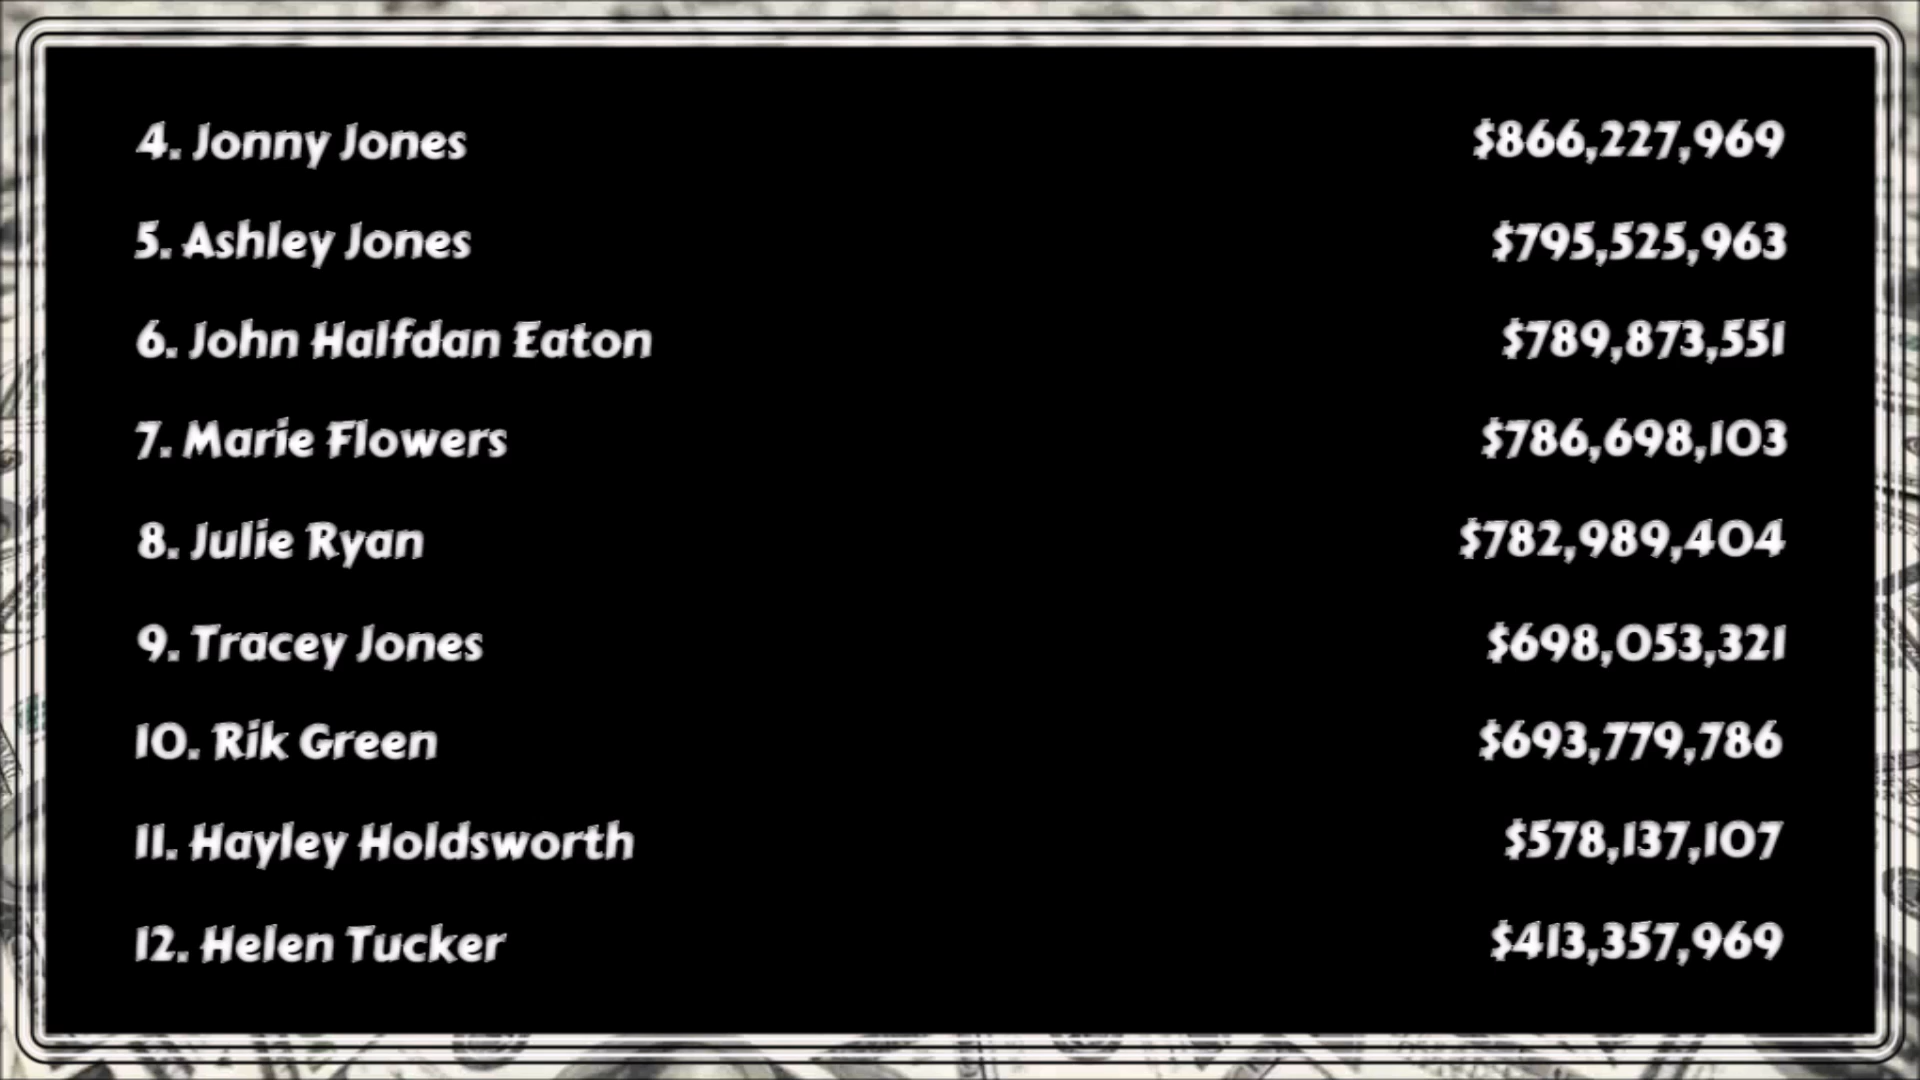 4. Jonny Jones $866,227,969
5. Ashley Jones $795,525,963
6. John Halfdan Eaton $789,873,551
7. Marie Flowers $786,698,103
8. Julie Ryan $782,989,404
9. Tracey Jones $698,053,321
10. Rik Green $693,779,786
11. Hayley Holdsworth $578,137,107
12. Helen Tucker $413,357,969